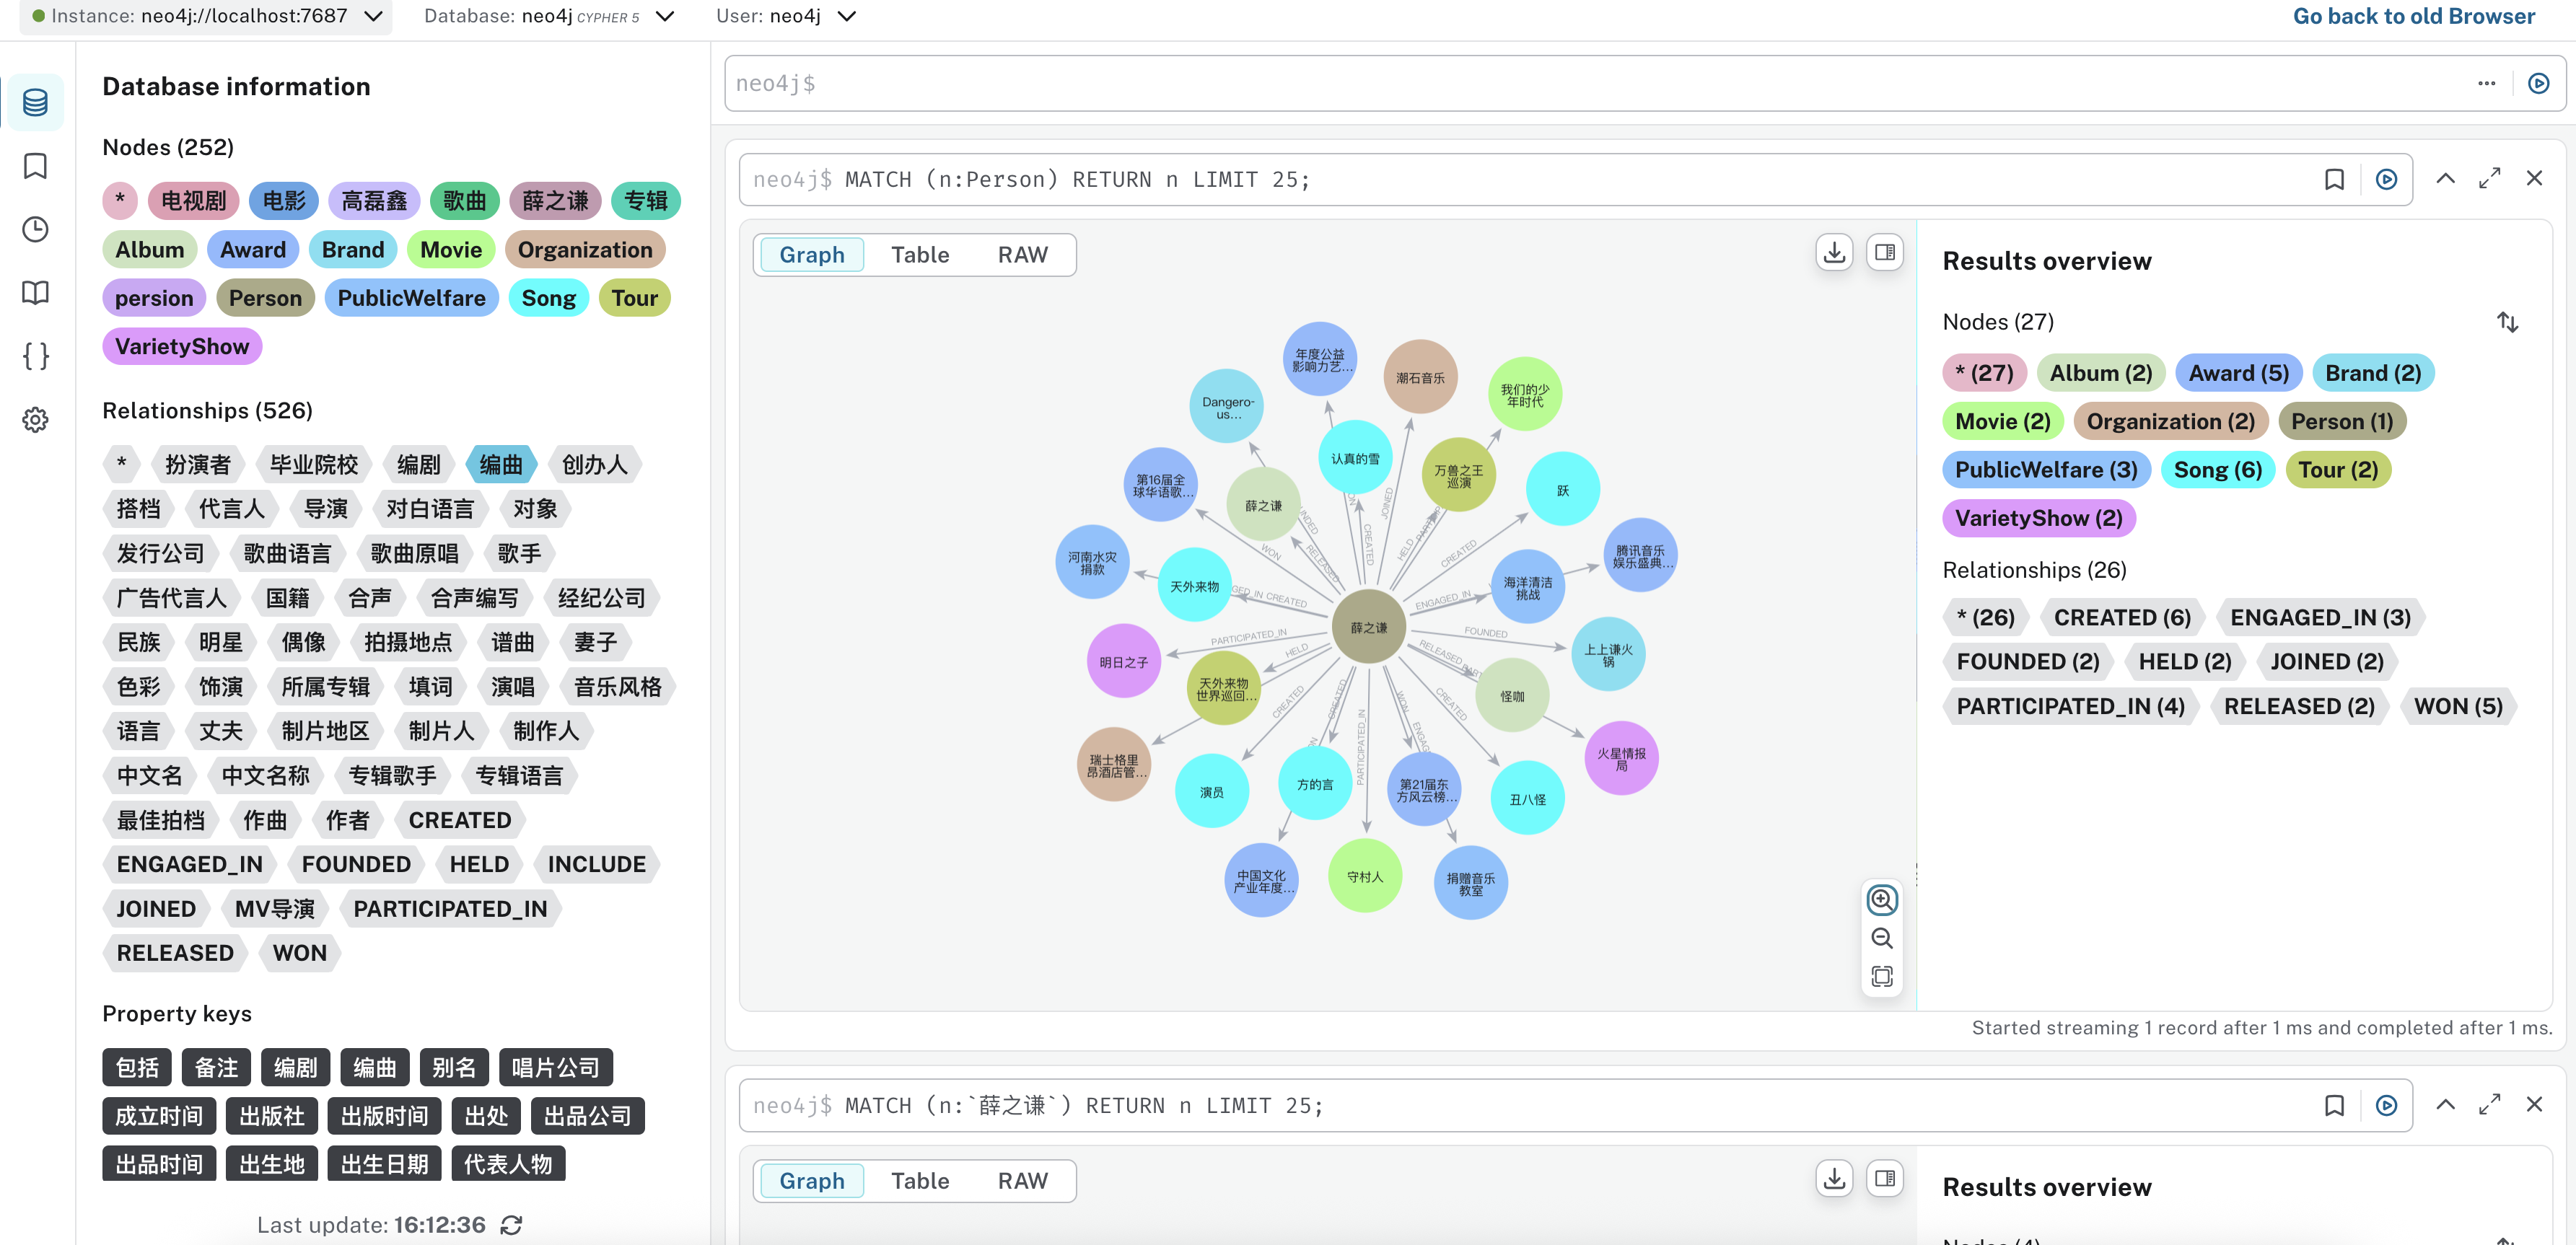 Instance: neo4j://localhost:7687
Database: neo4j CYPHER 5
User: neo4j
Go back to old Browser
Database information
Nodes (252)
* 电视剧 电影 高磊鑫 歌曲 薛之谦 专辑
Album Award Brand Movie Organization
persion Person PublicWelfare Song Tour
VarietyShow
Relationships (526)
* 扮演者 毕业院校 编剧 编曲 创办人
搭档 代言人 导演 对白语言 对象
发行公司 歌曲语言 歌曲原唱 歌手
广告代言人 国籍 合声 合声编写 经纪公司
民族 明星 偶像 拍摄地点 谱曲 妻子
色彩 饰演 所属专辑 填词 演唱 音乐风格
语言 丈夫 制片地区 制片人 制作人
中文名 中文名称 专辑歌手 专辑语言
最佳拍档 作曲 作者 CREATED
ENGAGED_IN FOUNDED HELD INCLUDE
JOINED MV导演 PARTICIPATED_IN
RELEASED WON
Property keys
包括 备注 编剧 编曲 别名 唱片公司
成立时间 出版社 出版时间 出处 出品公司
出品时间 出生地 出生日期 代表人物
Last update: 16:12:36
neo4j$
neo4j$ MATCH (n:Person) RETURN n LIMIT 25;
Graph Table RAW
年度公益
影响力艺...
潮石音乐
我们的少
年时代
Dangero-
us...
认真的雪
万兽之王
巡演
跃
第16届全
球华语歌...
薛之谦
腾讯音乐
娱乐盛典...
河南水灾
捐款
天外来物
海洋清洁
挑战
薛之谦
上上谦火
锅
明日之子
天外来物
世界巡回...
怪咖
瑞士格里
昂酒店管...
演员
方的言
第21届东
方风云榜...
丑八怪
火星情报
局
中国文化
产业年度...
守村人
捐赠音乐
教室
JOINED
CREATED
HELD
CREATED
WON
RELEASED
CREATED
ENGAGED_IN
FOUNDED
PARTICIPATED_IN
HELD
RELEASED
CREATED
CREATED
PARTICIPATED_IN
WON
CREATED
Results overview
Nodes (27)
* (27) Album (2) Award (5) Brand (2)
Movie (2) Organization (2) Person (1)
PublicWelfare (3) Song (6) Tour (2)
VarietyShow (2)
Relationships (26)
* (26) CREATED (6) ENGAGED_IN (3)
FOUNDED (2) HELD (2) JOINED (2)
PARTICIPATED_IN (4) RELEASED (2) WON (5)
Started streaming 1 record after 1 ms and completed after 1 ms.
neo4j$ MATCH (n:`薛之谦`) RETURN n LIMIT 25;
Graph Table RAW
Results overview
Nodes (4)